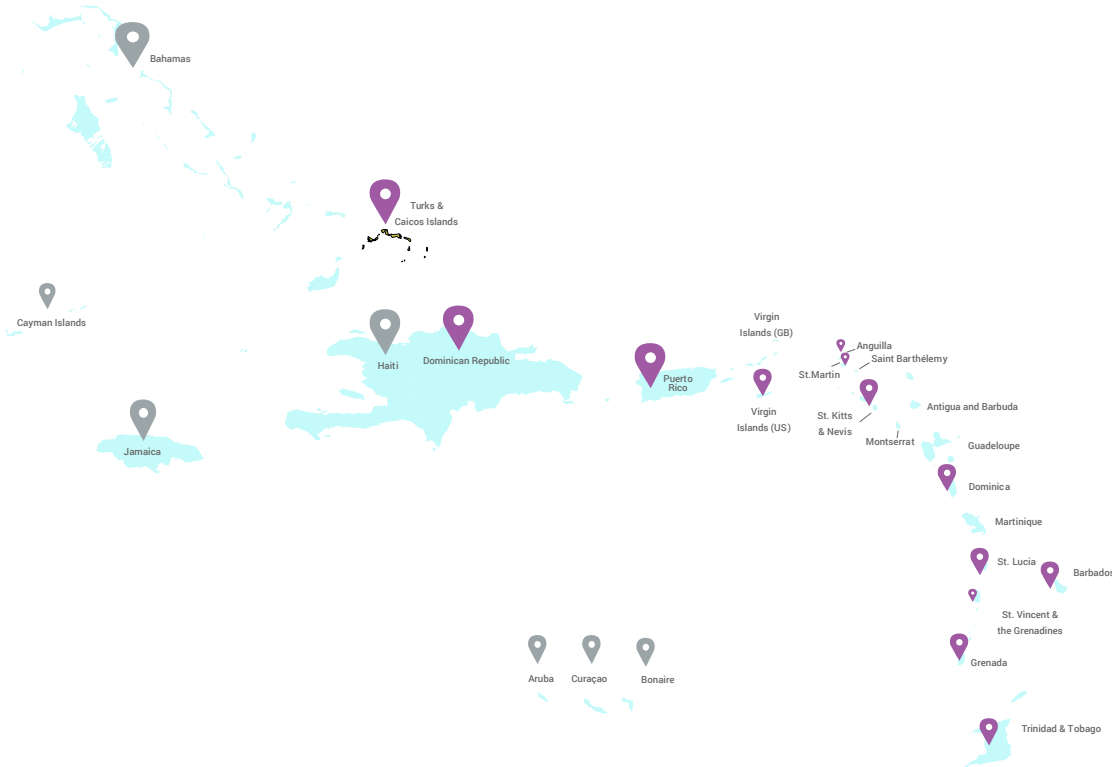 Bahamas
Turks &
Caicos Islands
Cayman Islands
Haiti
Dominican Republic
Jamaica
Puerto
Rico
Virgin
Islands (GB)
Virgin
Islands (US)
Anguilla
Saint Barthélemy
St.Martin
St. Kitts
& Nevis
Antigua and Barbuda
Montserrat
Guadeloupe
Dominica
Martinique
St. Lucia
Barbados
St. Vincent &
the Grenadines
Grenada
Aruba
Curaçao
Bonaire
Trinidad & Tobago